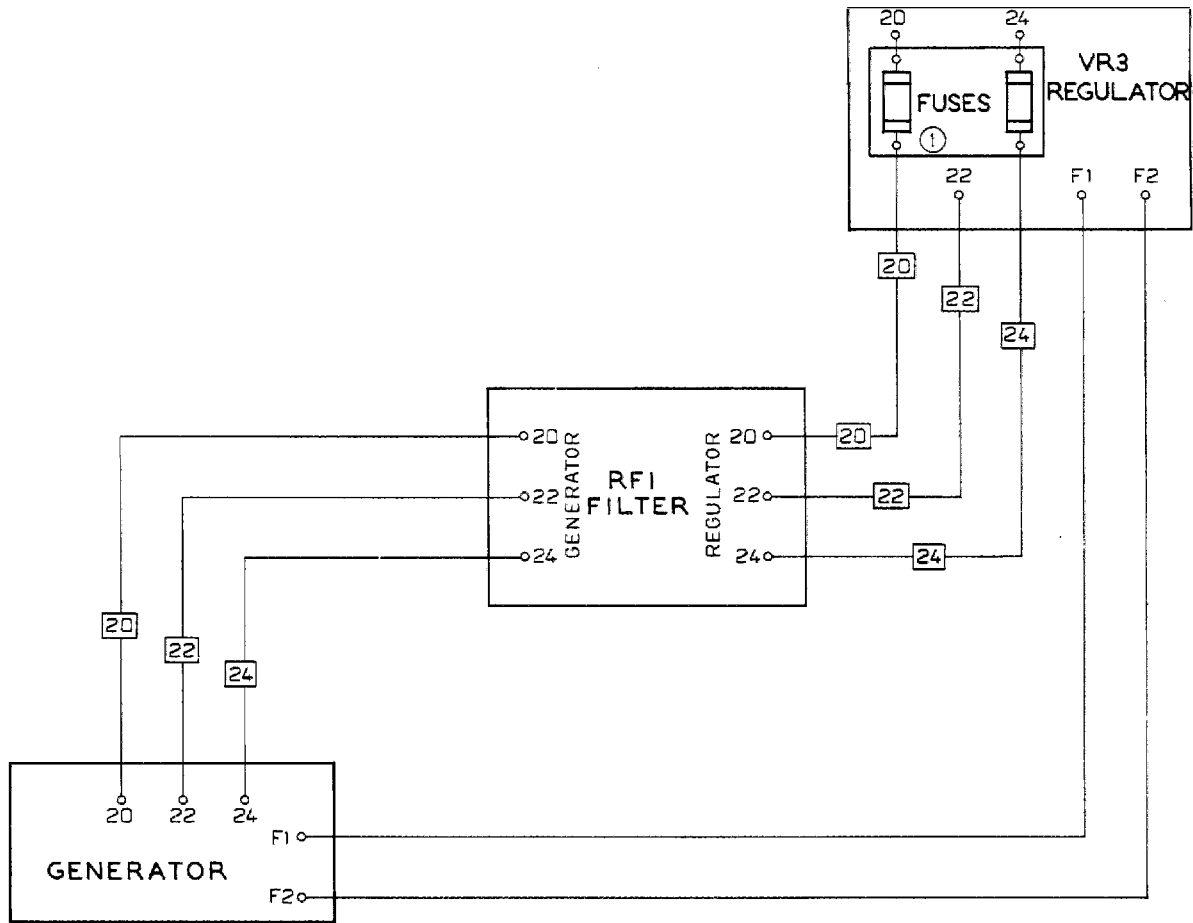 20 24
VR3
REGULATOR
FUSES
1
22 F1 F2
20
22
24
20 20 20
22 22 22
24 24 24
GENERATOR
RFI
FILTER
REGULATOR
20
22
24
20 22 24
F1
GENERATOR
F2